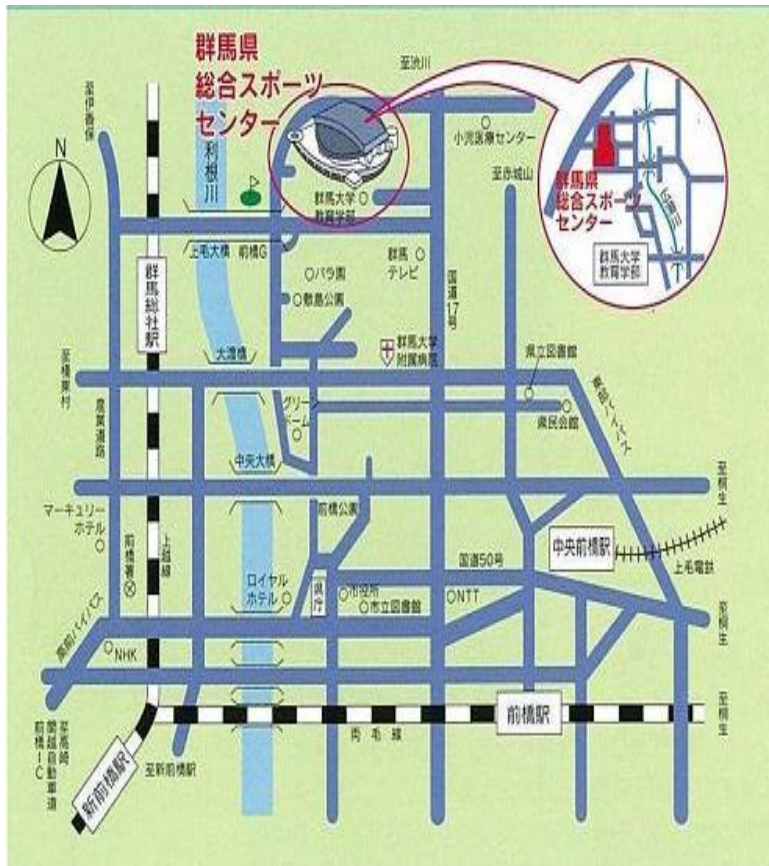 群馬県
総合スポーツ
センター
至渋川
小児医療センター
至伊香保
N
利根川
群馬大学
教育学部
至赤城山
群馬県
総合スポーツ
センター
群馬大学
教育学部
上毛大橋
前橋G
群馬
テレビ
バラ園
敷島公園
国道17号
群馬総社駅
大渡橋
群馬大学
附属病院
県立図書館
東部バイパス
産業道路
グリーン
ドーム
県民会館
中央大橋
至桐生
マーキュリー
ホテル
前橋公園
中央前橋駅
上毛電鉄
前橋署
上越線
国道50号
ロイヤル
ホテル
県庁
市役所
市立図書館
NTT
至桐生
高前バイパス
NHK
至高崎
関越自動車道
前橋IC
新前橋駅
至新前橋駅
両毛線
前橋駅
至桐生